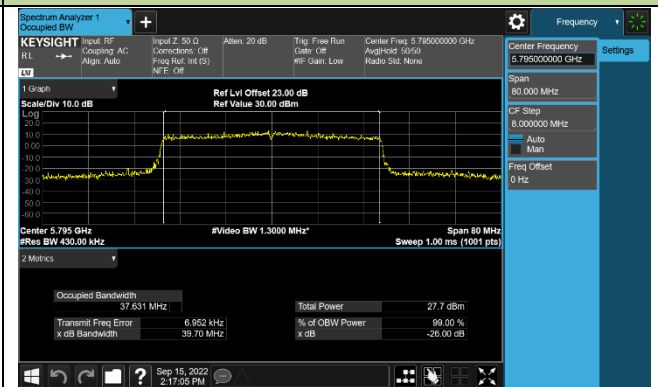 Spectrum Analyzer 1
Occupied BW
+
Frequency
KEYSIGHT
R L
LXI
Input: RF
Coupling: AC
Align: Auto
Input Z: 50 Ω
Corrections: Off
Freq Ref: Int (S)
NFE: Off
Atten: 20 dB
Trig: Free Run
Gate: Off
#IF Gain: Low
Center Freq: 5.795000000 GHz
Avg|Hold: 50/50
Radio Std: None
Center Frequency
5.795000000 GHz
Settings
Span
80.000 MHz
CF Step
8.000000 MHz
Auto
Man
Freq Offset
0 Hz
1 Graph
Scale/Div 10.0 dB
Ref Lvl Offset 23.00 dB
Ref Value 30.00 dBm
Log
20.0
10.0
0.00
-10.0
-20.0
-30.0
-40.0
-50.0
-60.0
Center 5.795 GHz
#Res BW 430.00 kHz
#Video BW 1.3000 MHz*
Span 80 MHz
Sweep 1.00 ms (1001 pts)
2 Metrics
Occupied Bandwidth
37.631 MHz
Total Power 27.7 dBm
Transmit Freq Error 6.952 kHz
% of OBW Power 99.00 %
x dB Bandwidth 39.70 MHz
x dB -26.00 dB
?
Sep 15, 2022
2:17:05 PM